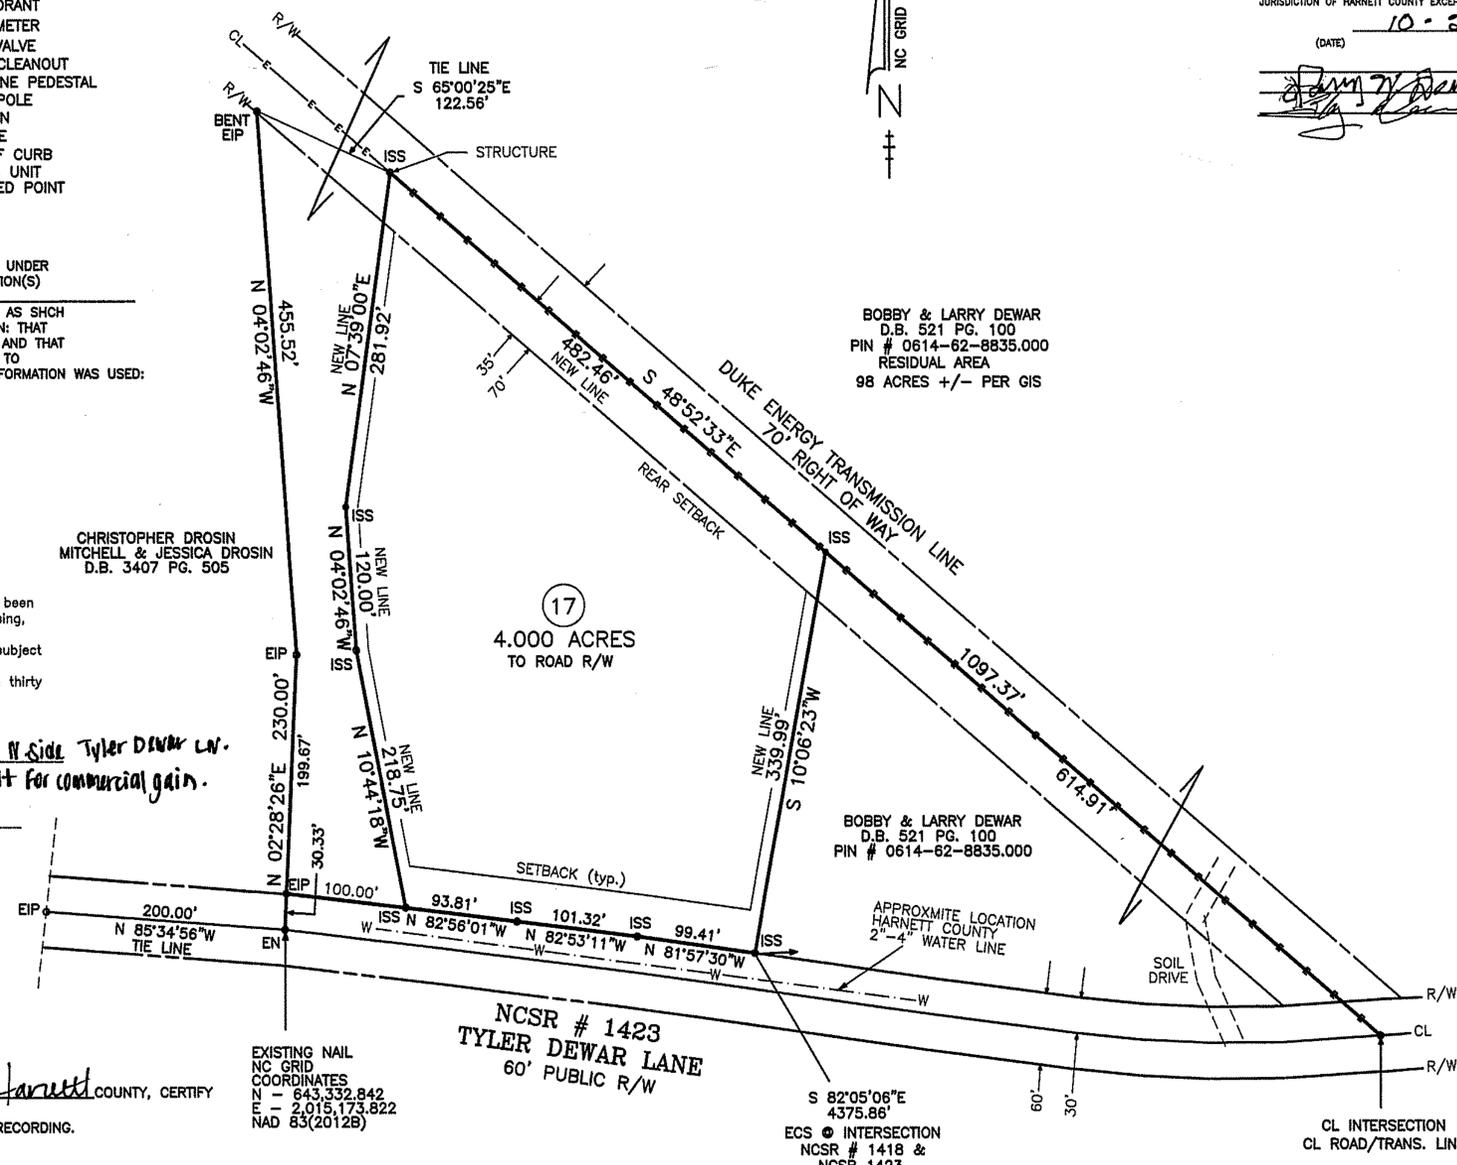 DRANT
METER
VALVE
CLEANOUT
NE PEDESTAL
POLE
N
E
F CURB
UNIT
ED POINT
UNDER
ION(S)
AS SHCH
N: THAT
AND THAT
TO
FORMATION WAS USED:
JURISDICTION OF HARNETT COUNTY EXCEP
10-2
(DATE)
R/W
CL
E
E
E
E
R/W
BENT
EIP
TIE LINE
S 65°00'25"E
122.56'
ISS
STRUCTURE
NC GRID
N
N 04°02'46"W
455.52'
NEW LINE
N 07°39'00"E
281.92'
35'
70'
482.46'
NEW LINE
S 48°52'33"E
REAR SETBACK
DUKE ENERGY TRANSMISSION LINE
70' RIGHT OF WAY
BOBBY & LARRY DEWAR
D.B. 521 PG. 100
PIN # 0614-62-8835.000
RESIDUAL AREA
98 ACRES +/- PER GIS
CHRISTOPHER DROSIN
MITCHELL & JESSICA DROSIN
D.B. 3407 PG. 505
ISS
NEW LINE
120.00'
N 04°02'46"W
ISS
ISS
17
4.000 ACRES
TO ROAD R/W
been
sing,
subject
thirty
EIP
N 02°28'26"E 230.00'
199.67'
30.33'
NEW LINE
218.75'
N 10°44'18"W
NEW LINE
339.99'
S 10°06'23"W
1097.37'
614.91'
N Side Tyler Dewar LN.
it for commercial gain.
BOBBY & LARRY DEWAR
D.B. 521 PG. 100
PIN # 0614-62-8835.000
SETBACK (typ.)
EIP
100.00'
93.81'
ISS
101.32'
ISS
99.41'
ISS
ISS
N 82°56'01"W
N 82°53'11"W
N 81°57'30"W
EIP
200.00'
N 85°34'56"W
TIE LINE
EN
W
W
W
W
APPROXMITE LOCATION
HARNETT COUNTY
2"-4" WATER LINE
SOIL
DRIVE
R/W
CL
R/W
NCSR # 1423
TYLER DEWAR LANE
60' PUBLIC R/W
60'
30'
EXISTING NAIL
NC GRID
COORDINATES
N - 643,332.842
E - 2,015,173.822
NAD 83(2012B)
Harnett COUNTY, CERTIFY
RECORDING.
S 82°05'06"E
4375.86'
ECS @ INTERSECTION
NCSR # 1418 &
NCSR 1423
CL INTERSECTION
CL ROAD/TRANS. LIN